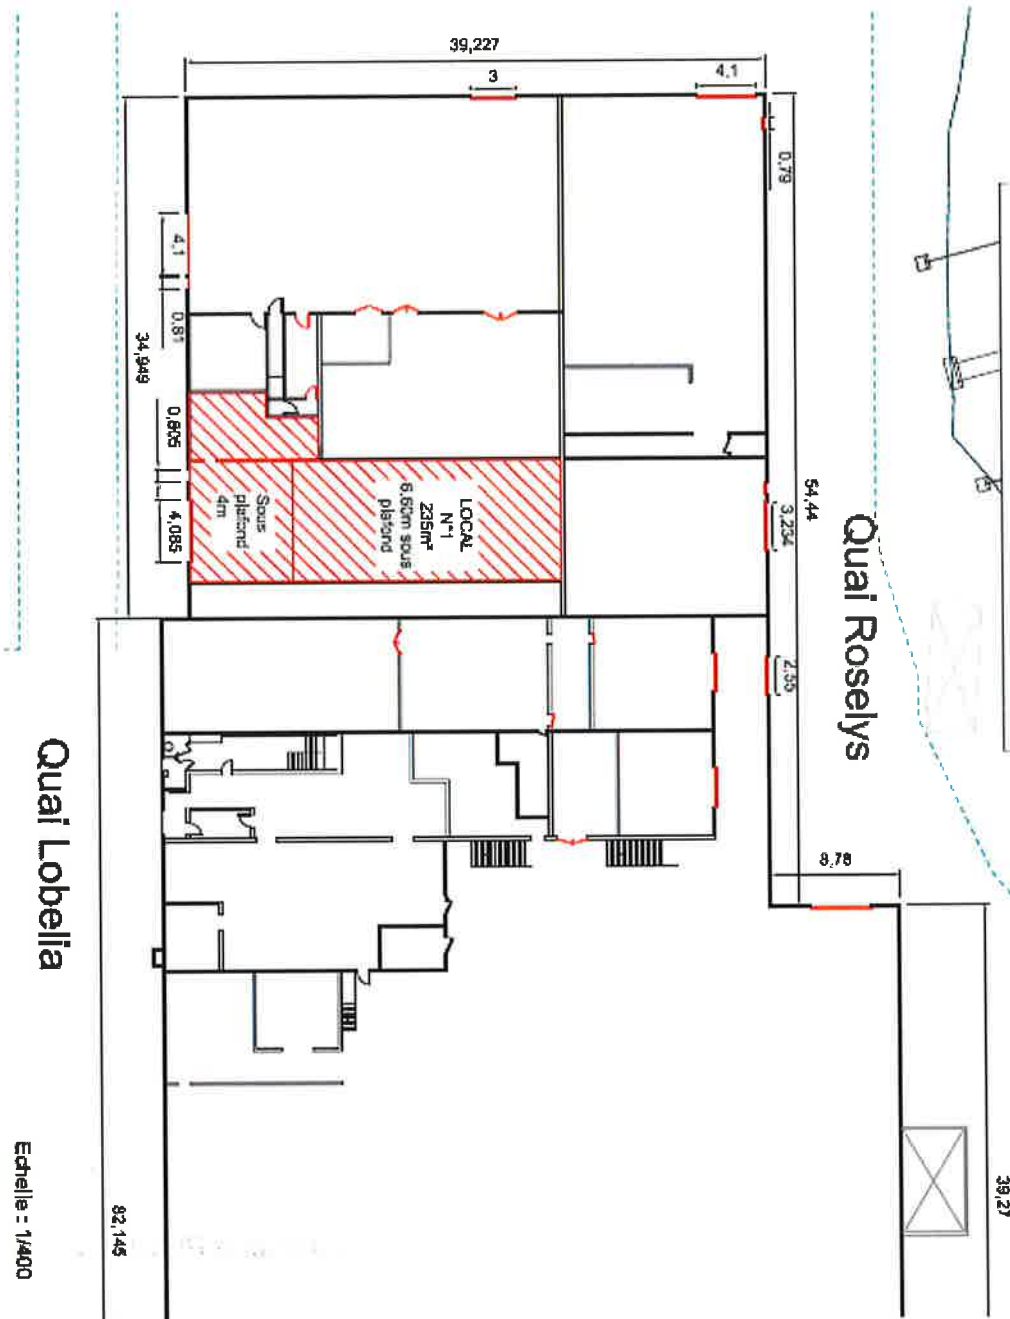 39,227
3
4,1
0,79
54,44
3,234
2,55
8,78
39,27
Quai Roselys
4,1
0,81
34,949
0,805
4,085
LOCAL
N°1
235m²
6.60m sous
plafond
Sous
plafond
4m
Quai Lobelia
82,145
Echelle : 1/400